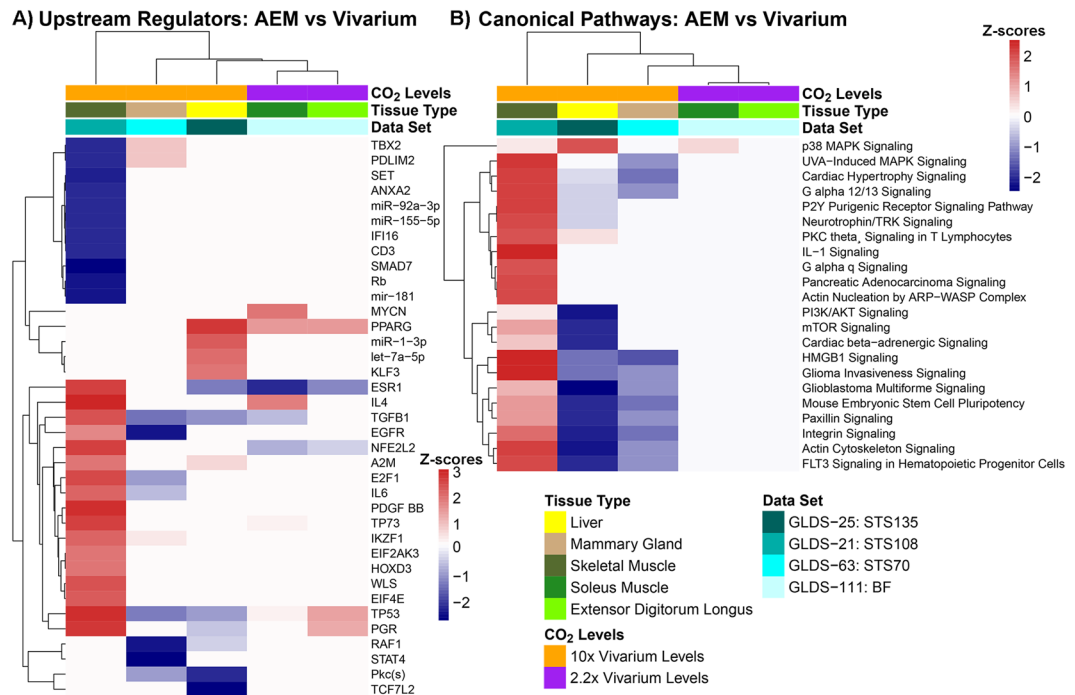 A) Upstream Regulators: AEM vs Vivarium
CO2 Levels
Tissue Type
Data Set
TBX2
PDLIM2
SET
ANXA2
miR−92a−3p
miR−155−5p
IFI16
CD3
SMAD7
Rb
mir−181
MYCN
PPARG
miR−1−3p
let−7a−5p
KLF3
ESR1
IL4
TGFB1
EGFR
NFE2L2
A2M
E2F1
IL6
PDGF BB
TP73
IKZF1
EIF2AK3
HOXD3
WLS
EIF4E
TP53
PGR
RAF1
STAT4
Pkc(s)
TCF7L2
Z−scores
3
2
1
0
−1
−2
B) Canonical Pathways: AEM vs Vivarium
Z−scores
2
1
0
−1
−2
CO2 Levels
Tissue Type
Data Set
p38 MAPK Signaling
UVA−Induced MAPK Signaling
Cardiac Hypertrophy Signaling
G alpha 12/13 Signaling
P2Y Purigenic Receptor Signaling Pathway
Neurotrophin/TRK Signaling
PKC theta¸ Signaling in T Lymphocytes
IL−1 Signaling
G alpha q Signaling
Pancreatic Adenocarcinoma Signaling
Actin Nucleation by ARP−WASP Complex
PI3K/AKT Signaling
mTOR Signaling
Cardiac beta−adrenergic Signaling
HMGB1 Signaling
Glioma Invasiveness Signaling
Glioblastoma Multiforme Signaling
Mouse Embryonic Stem Cell Pluripotency
Paxillin Signaling
Integrin Signaling
Actin Cytoskeleton Signaling
FLT3 Signaling in Hematopoietic Progenitor Cells
Tissue Type
Liver
Mammary Gland
Skeletal Muscle
Soleus Muscle
Extensor Digitorum Longus
CO2 Levels
10x Vivarium Levels
2.2x Vivarium Levels
Data Set
GLDS−25: STS135
GLDS−21: STS108
GLDS−63: STS70
GLDS−111: BF